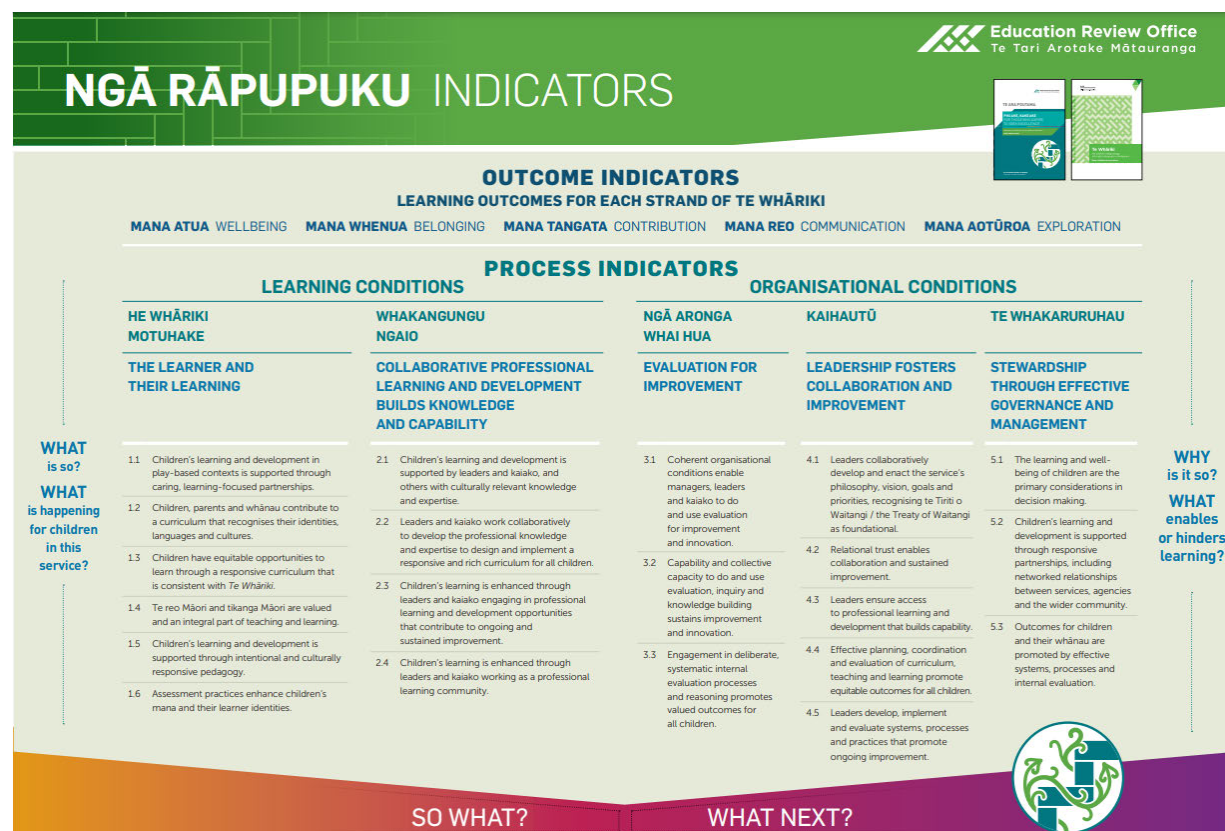 Education Review Office
Te Tari Arotake Mātauranga
NGĀ RĀPUPUKU INDICATORS
Te Whāriki
OUTCOME INDICATORS
LEARNING OUTCOMES FOR EACH STRAND OF TE WHĀRIKI
MANA ATUA WELLBEING MANA WHENUA BELONGING MANA TANGATA CONTRIBUTION MANA REO COMMUNICATION MANA AOTŪROA EXPLORATION
PROCESS INDICATORS
LEARNING CONDITIONS
ORGANISATIONAL CONDITIONS
WHAT
is so?
WHAT
is happening
for children
in this
service?
HE WHĀRIKI
MOTUHAKE
THE LEARNER AND
THEIR LEARNING
1.1 Children's learning and development in
play-based contexts is supported through
caring, learning-focused partnerships.
1.2 Children, parents and whānau contribute to
a curriculum that recognises their identities,
languages and cultures.
1.3 Children have equitable opportunities to
learn through a responsive curriculum that
is consistent with Te Whāriki.
1.4 Te reo Māori and tikanga Māori are valued
and an integral part of teaching and learning.
1.5 Children's learning and development is
supported through intentional and culturally
responsive pedagogy.
1.6 Assessment practices enhance children's
mana and their learner identities.
WHAKANGUNGU
NGAIO
COLLABORATIVE PROFESSIONAL
LEARNING AND DEVELOPMENT
BUILDS KNOWLEDGE
AND CAPABILITY
2.1 Children's learning and development is
supported by leaders and kaiako, and
others with culturally relevant knowledge
and expertise.
2.2 Leaders and kaiako work collaboratively
to develop the professional knowledge
and expertise to design and implement a
responsive and rich curriculum for all children.
2.3 Children's learning is enhanced through
leaders and kaiako engaging in professional
learning and development opportunities
that contribute to ongoing and
sustained improvement.
2.4 Children's learning is enhanced through
leaders and kaiako working as a professional
learning community.
NGĀ ARONGA
WHAI HUA
EVALUATION FOR
IMPROVEMENT
3.1 Coherent organisational
conditions enable
managers, leaders
and kaiako to do
and use evaluation
for improvement
and innovation.
3.2 Capability and collective
capacity to do and use
evaluation, inquiry and
knowledge building
sustains improvement
and innovation.
3.3 Engagement in deliberate,
systematic internal
evaluation processes
and reasoning promotes
valued outcomes for
all children.
KAIHAUTŪ
LEADERSHIP FOSTERS
COLLABORATION AND
IMPROVEMENT
4.1 Leaders collaboratively
develop and enact the service's
philosophy, vision, goals and
priorities, recognising te Tiriti o
Waitangi / the Treaty of Waitangi
as foundational.
4.2 Relational trust enables
collaboration and sustained
improvement.
4.3 Leaders ensure access
to professional learning and
development that builds capability.
4.4 Effective planning, coordination
and evaluation of curriculum,
teaching and learning promote
equitable outcomes for all children.
4.5 Leaders develop, implement
and evaluate systems, processes
and practices that promote
ongoing improvement.
TE WHAKARURUHAU
STEWARDSHIP
THROUGH EFFECTIVE
GOVERNANCE AND
MANAGEMENT
5.1 The learning and well-
being of children are the
primary considerations in
decision making.
5.2 Children's learning and
development is supported
through responsive
partnerships, including
networked relationships
between services, agencies
and the wider community.
5.3 Outcomes for children
and their whānau are
promoted by effective
systems, processes and
internal evaluation.
WHY
is it so?
WHAT
enables
or hinders
learning?
SO WHAT?
WHAT NEXT?